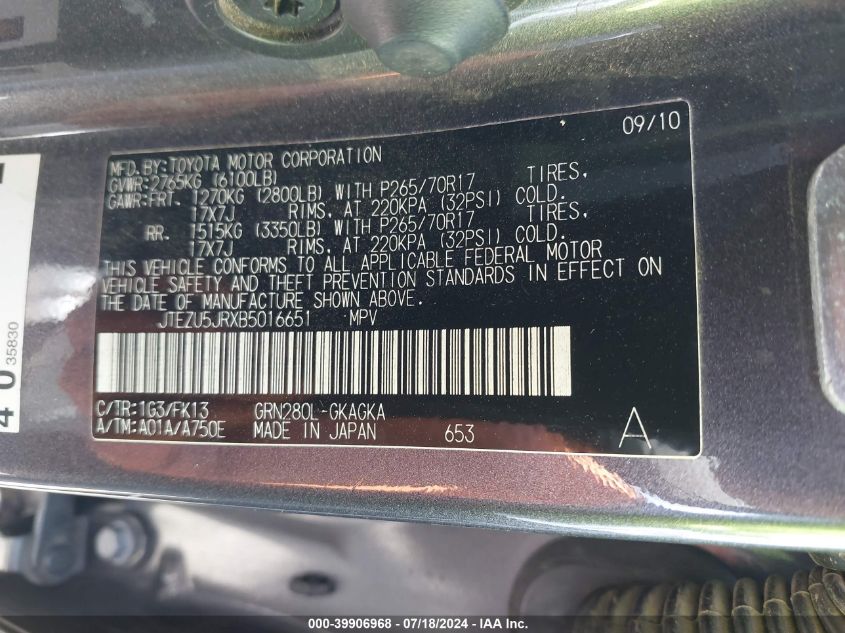 09/10
MFD.BY:TOYOTA MOTOR CORPORATION
GVWR:2765KG (6100LB)
GAWR:FRT. 1270KG (2800LB) WITH P265/70R17 TIRES,
17X7J RIMS, AT 220KPA (32PSI) COLD.
RR. 1515KG (3350LB) WITH P265/70R17 TIRES,
17X7J RIMS, AT 220KPA (32PSI) COLD.
THIS VEHICLE CONFORMS TO ALL APPLICABLE FEDERAL MOTOR
VEHICLE SAFETY AND THEFT PREVENTION STANDARDS IN EFFECT ON
THE DATE OF MANUFACTURE SHOWN ABOVE.
JTEZU5JRXB5016651 MPV
C/TR:1G3/FK13 GRN280L-GKAGKA
A/TM:A01A/A750E MADE IN JAPAN 653 A
35830
000-39906968 - 07/18/2024 - IAA Inc.